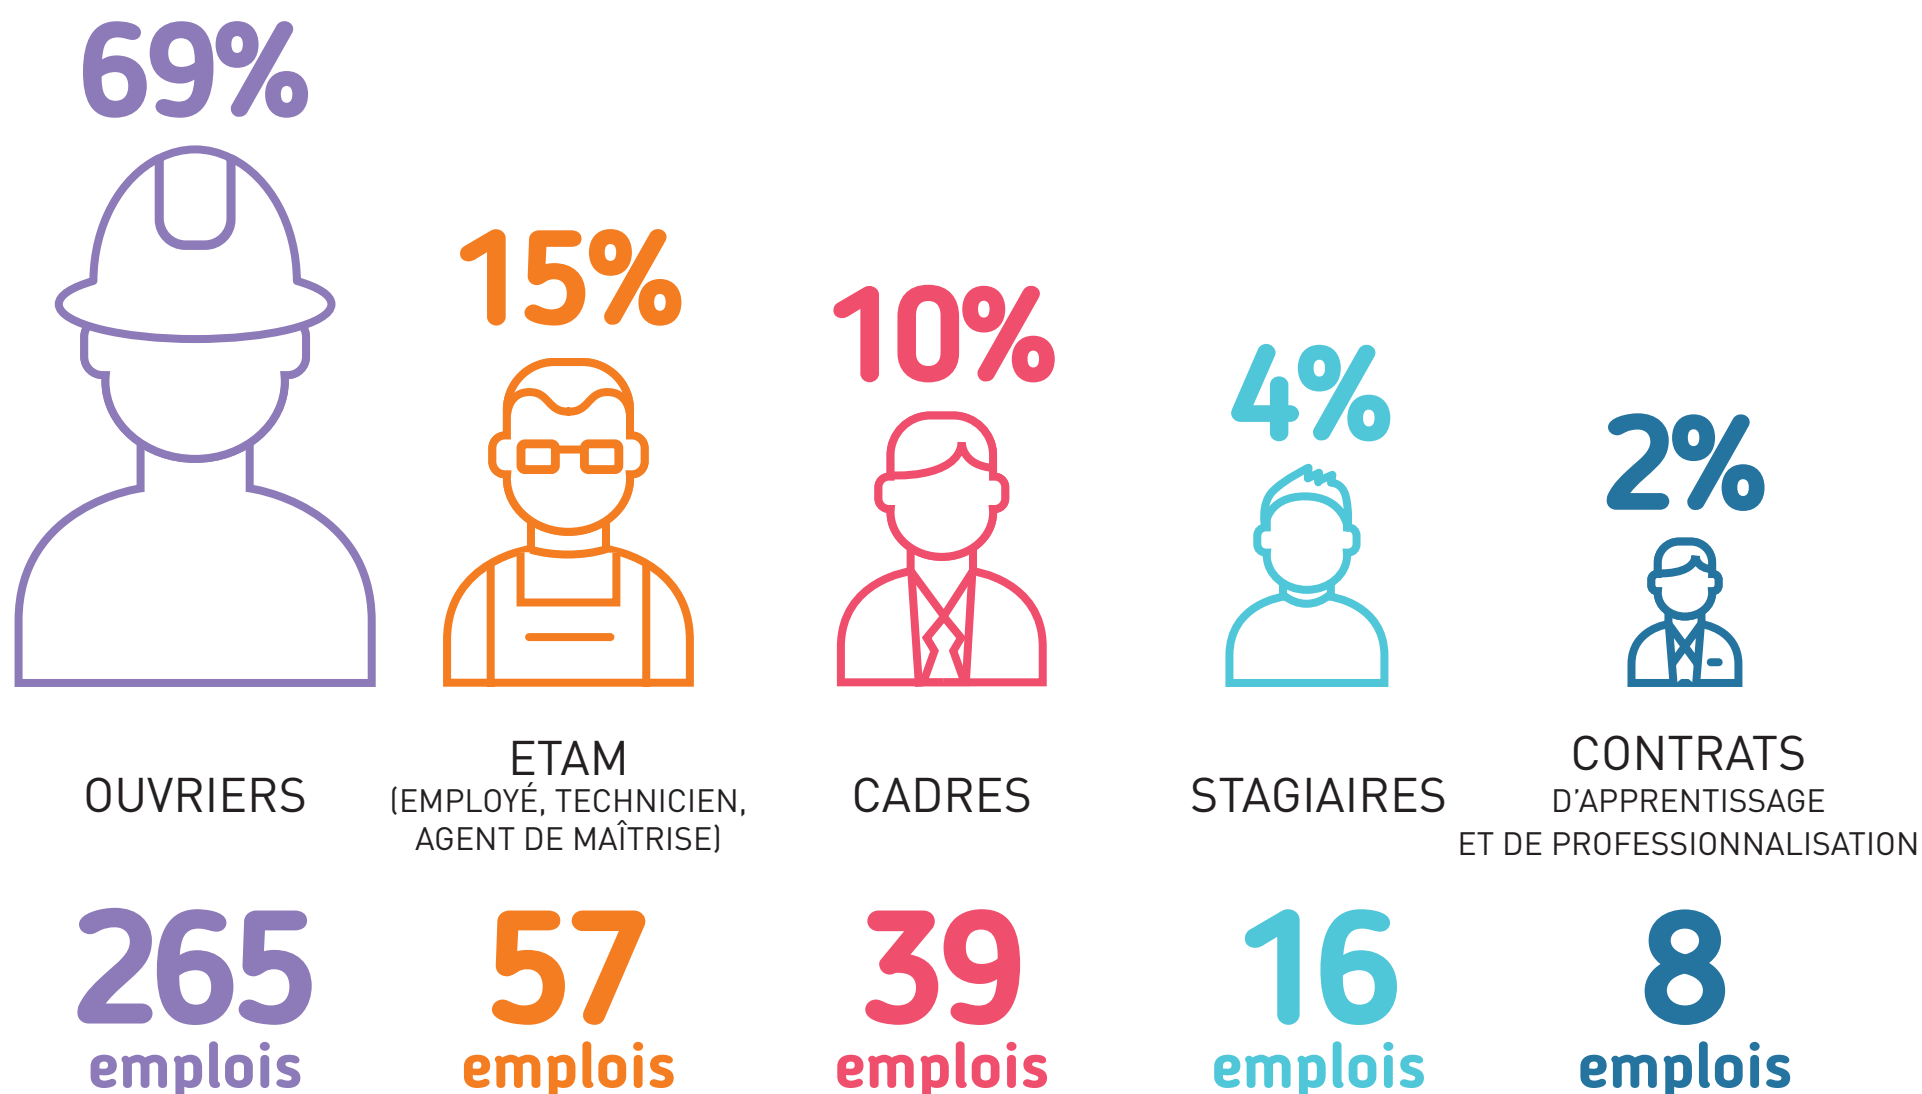 69%
15%
10%
4%
2%
OUVRIERS
ETAM
(EMPLOYÉ, TECHNICIEN,
AGENT DE MAÎTRISE)
CADRES
STAGIAIRES
CONTRATS
D'APPRENTISSAGE
ET DE PROFESSIONNALISATION
265
emplois
57
emplois
39
emplois
16
emplois
8
emplois